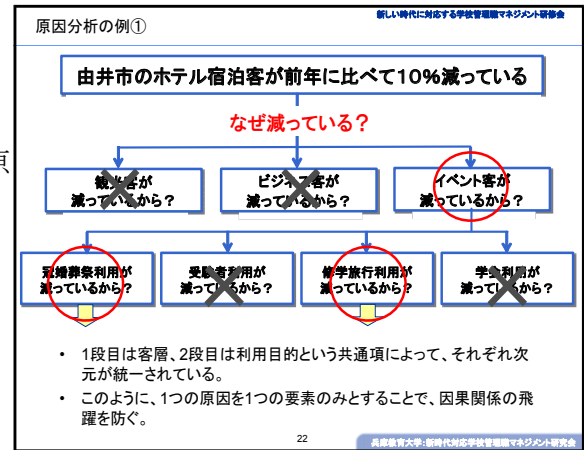 新しい時代に対応する学校管理職マネジメント研修会
原因分析の例①
由井市のホテル宿泊客が前年に比べて10%減っている
なぜ減っている?
観光客が
減っているから?
ビジネス客が
減っているから?
イベント客が
減っているから?
冠婚葬祭利用が
減っているから?
受験者利用が
減っているから?
修学旅行利用が
減っているから?
学会利用が
減っているから?
• 1段目は客層、2段目は利用目的という共通項によって、それぞれ次
元が統一されている。
• このように、1つの原因を1つの要素のみとすることで、因果関係の飛
躍を防ぐ。
22
兵庫教育大学:新時代対応学校管理職マネジメント研究会